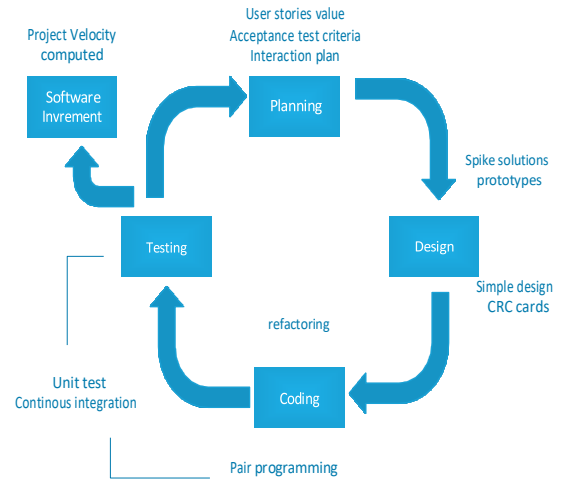 User stories value
Acceptance test criteria
Interaction plan
Project Velocity
computed
Software
Invrement
Planning
Spike solutions
prototypes
Testing
Design
Simple design
CRC cards
refactoring
Unit test
Continous integration
Coding
Pair programming